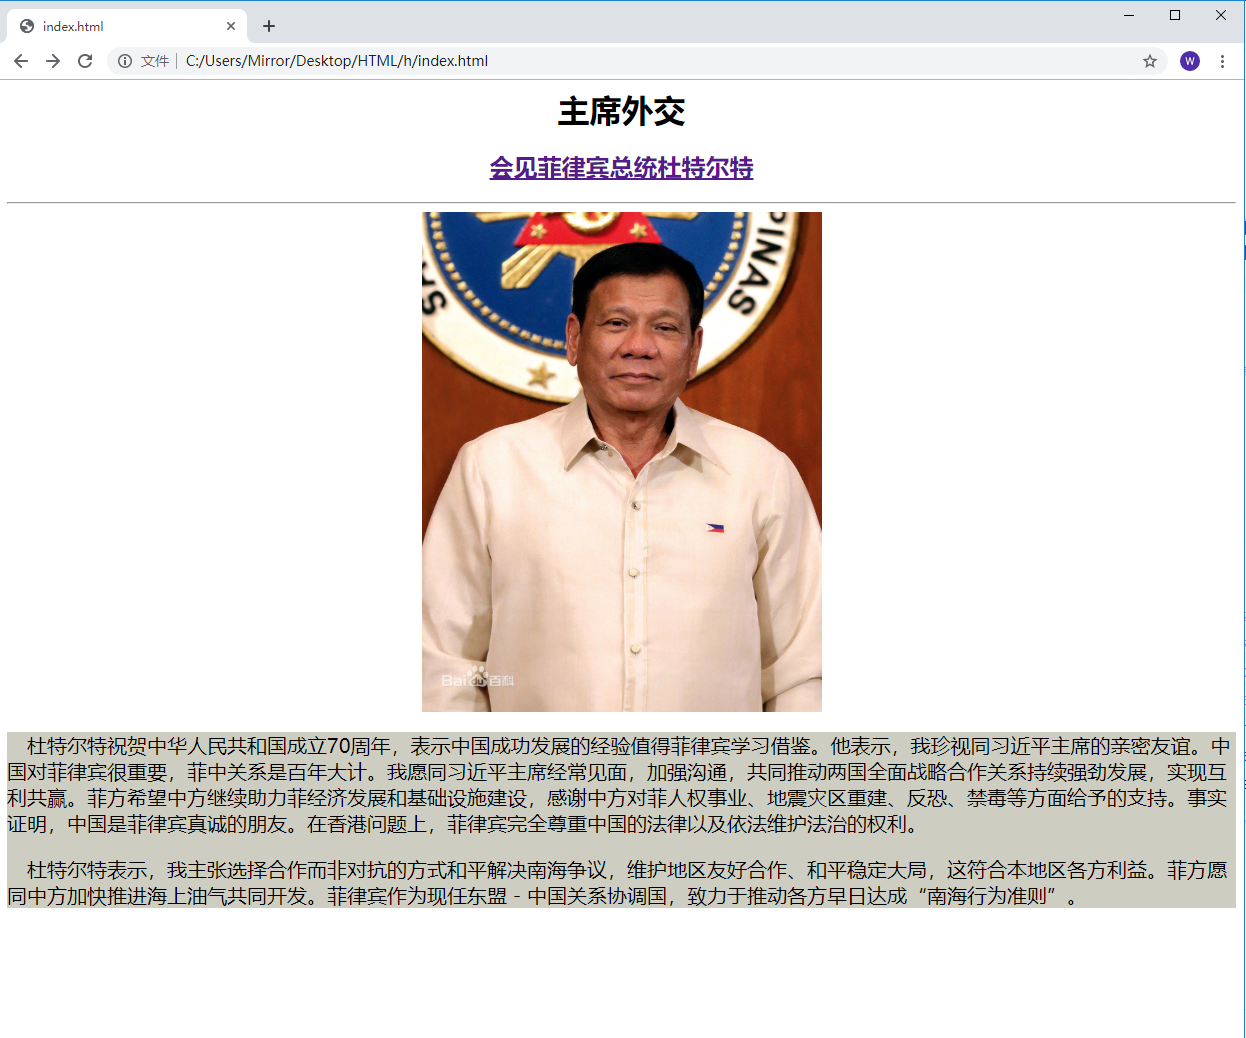 index.html
文件 C:/Users/Mirror/Desktop/HTML/h/index.html
W
主席外交
会见菲律宾总统杜特尔特
PINAS
SA
Bai 百科
杜特尔特祝贺中华人民共和国成立70周年，表示中国成功发展的经验值得菲律宾学习借鉴。他表示，我珍视同习近平主席的亲密友谊。中
国对菲律宾很重要，菲中关系是百年大计。我愿同习近平主席经常见面，加强沟通，共同推动两国全面战略合作关系持续强劲发展，实现互
利共赢。菲方希望中方继续助力菲经济发展和基础设施建设，感谢中方对菲人权事业、地震灾区重建、反恐、禁毒等方面给予的支持。事实
证明，中国是菲律宾真诚的朋友。在香港问题上，菲律宾完全尊重中国的法律以及依法维护法治的权利。
杜特尔特表示，我主张选择合作而非对抗的方式和平解决南海争议，维护地区友好合作、和平稳定大局，这符合本地区各方利益。菲方愿
同中方加快推进海上油气共同开发。菲律宾作为现任东盟－中国关系协调国，致力于推动各方早日达成“南海行为准则”。